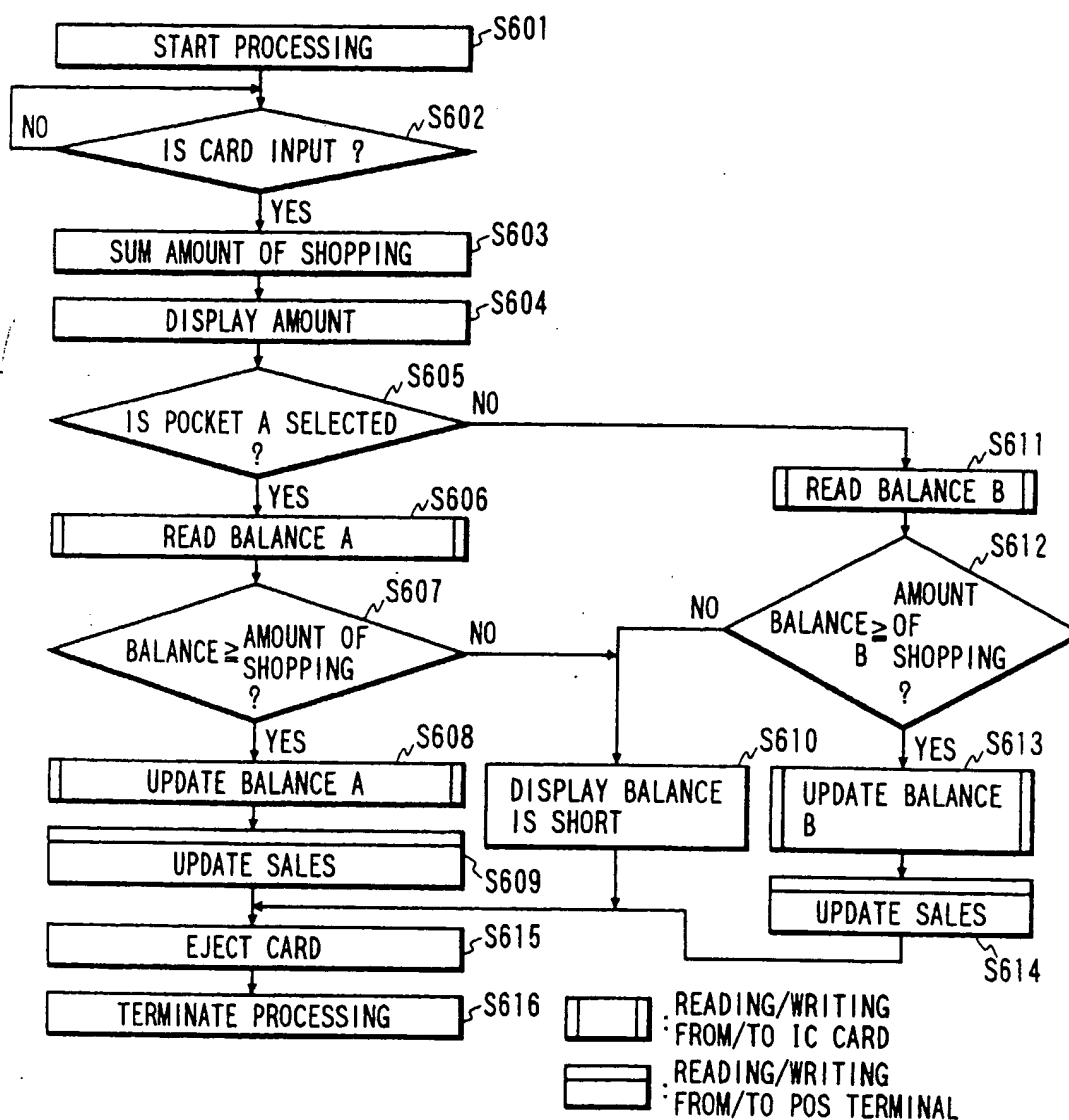 START PROCESSING
S601
NO
IS CARD INPUT ?
S602
YES
SUM AMOUNT OF SHOPPING
S603
DISPLAY AMOUNT
S604
IS POCKET A SELECTED
?
S605
NO
YES
READ BALANCE A
S606
BALANCE≧AMOUNT OF
SHOPPING
?
S607
NO
YES
UPDATE BALANCE A
S608
UPDATE SALES
S609
DISPLAY BALANCE
IS SHORT
S610
READ BALANCE B
S611
NO
BALANCE
B
≧
AMOUNT
OF
SHOPPING
?
S612
YES
UPDATE BALANCE
B
S613
UPDATE SALES
S614
EJECT CARD
S615
TERMINATE PROCESSING
S616
: READING/WRITING
FROM/TO IC CARD
: READING/WRITING
FROM/TO POS TERMINAL